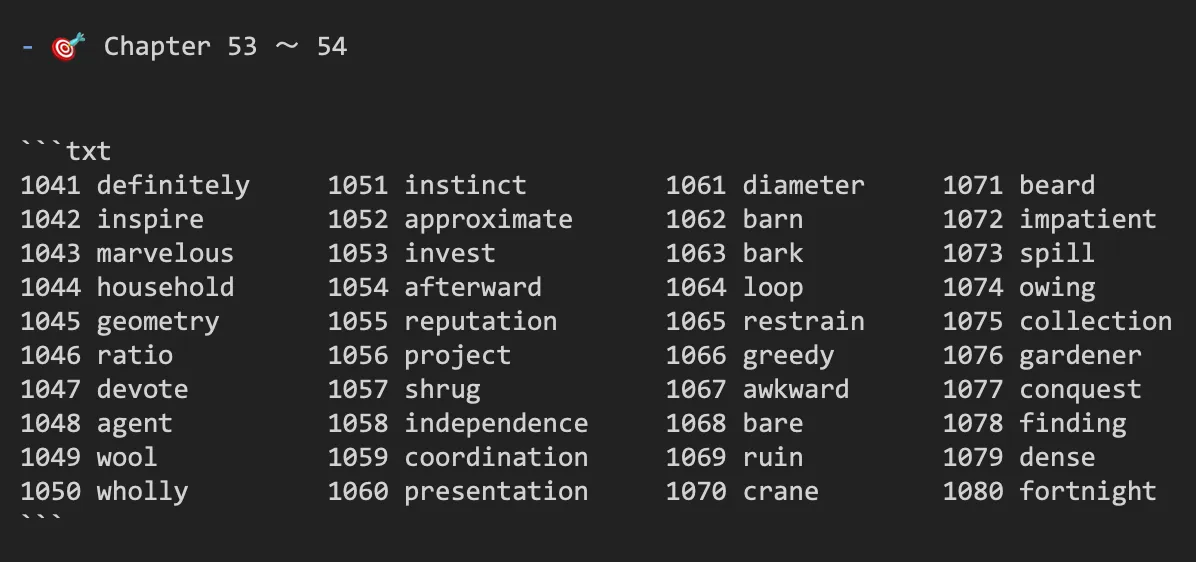 - 🎯 Chapter 53 ～ 54
```txt
1041 definitely     1051 instinct         1061 diameter     1071 beard
1042 inspire        1052 approximate      1062 barn         1072 impatient
1043 marvelous      1053 invest           1063 bark         1073 spill
1044 household      1054 afterward        1064 loop         1074 owing
1045 geometry       1055 reputation       1065 restrain     1075 collection
1046 ratio          1056 project          1066 greedy       1076 gardener
1047 devote         1057 shrug            1067 awkward      1077 conquest
1048 agent          1058 independence     1068 bare         1078 finding
1049 wool           1059 coordination     1069 ruin         1079 dense
1050 wholly         1060 presentation     1070 crane        1080 fortnight
```